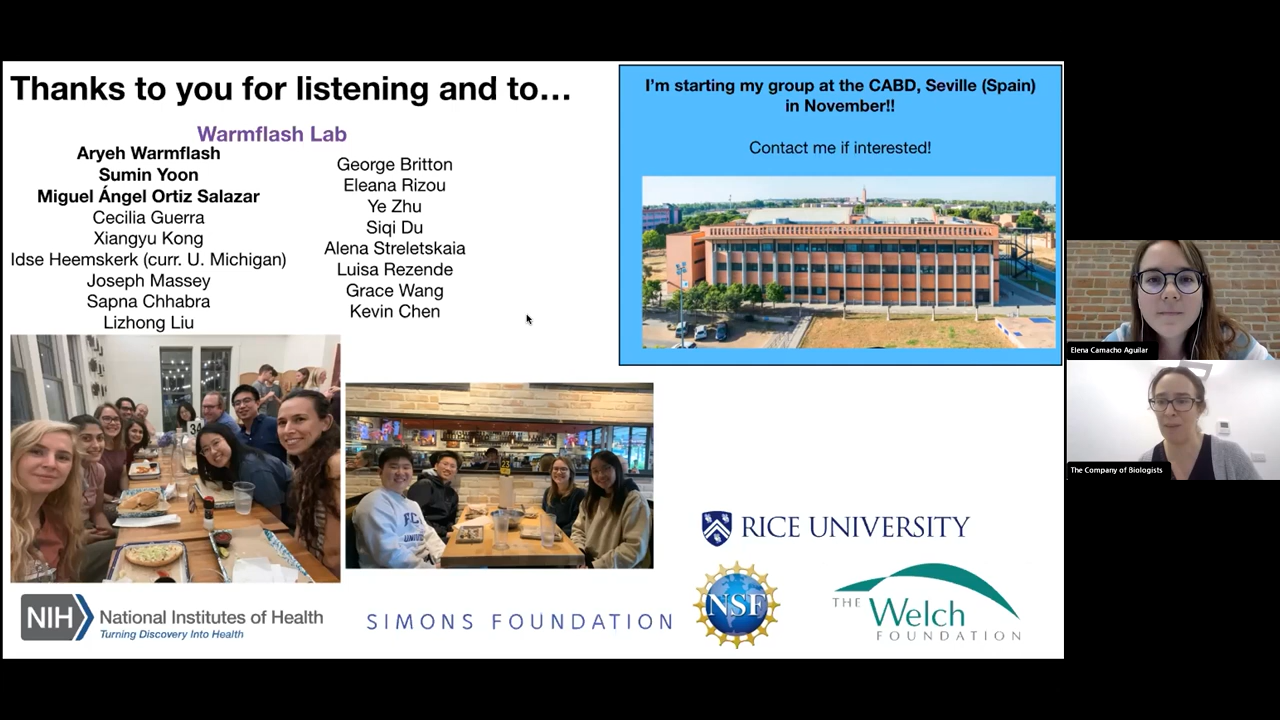 Thanks to you for listening and to…
Warmflash Lab
Aryeh Warmflash
Sumin Yoon
Miguel Ángel Ortiz Salazar
Cecilia Guerra
Xiangyu Kong
Idse Heemskerk (curr. U. Michigan)
Joseph Massey
Sapna Chhabra
Lizhong Liu
George Britton
Eleana Rizou
Ye Zhu
Siqi Du
Alena Streletskaia
Luisa Rezende
Grace Wang
Kevin Chen
I'm starting my group at the CABD, Seville (Spain)
in November!!
Contact me if interested!
34
23
RICE UNIVERSITY
NIH
National Institutes of Health
Turning Discovery Into Health
SIMONS FOUNDATION
NSF
THE
Welch
FOUNDATION
Elena Camacho Aguilar
The Company of Biologists